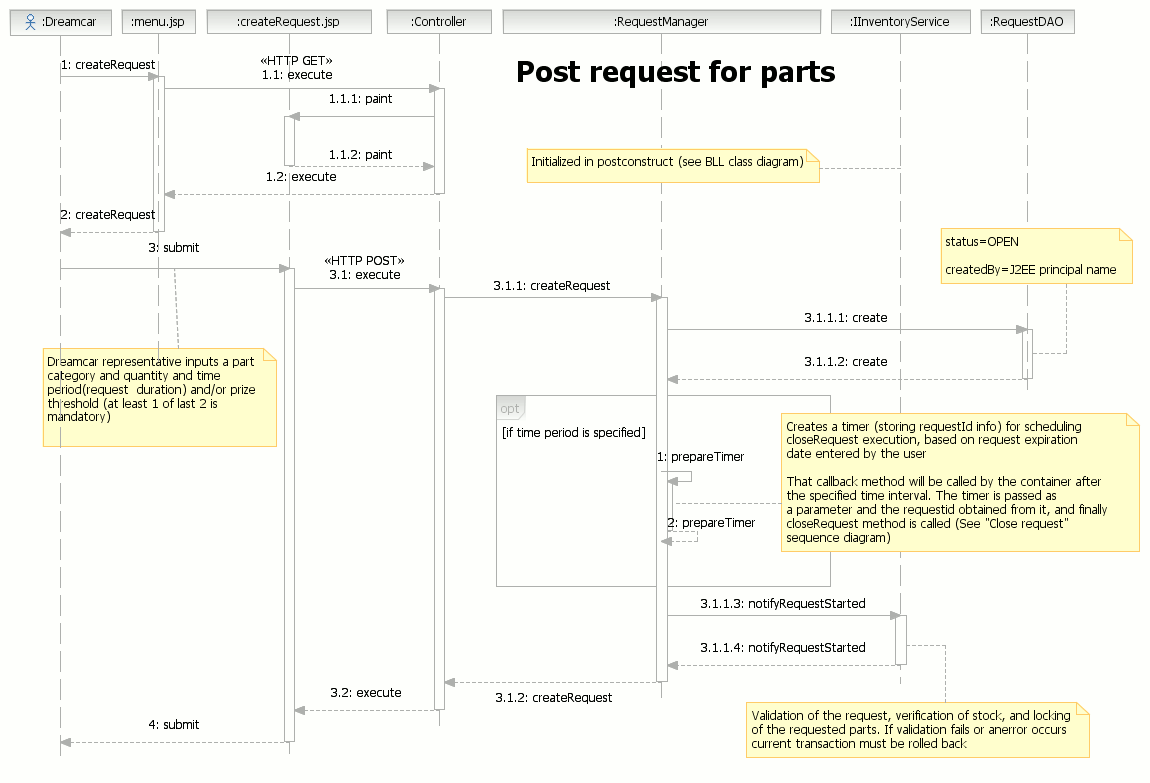 :Dreamcar
:menu.jsp
:createRequest.jsp
:Controller
:RequestManager
:IInventoryService
:RequestDAO
Post request for parts
1: createRequest
«HTTP GET»
1.1: execute
1.1.1: paint
1.1.2: paint
1.2: execute
Initialized in postconstruct (see BLL class diagram)
2: createRequest
3: submit
status=OPEN
createdBy=J2EE principal name
«HTTP POST»
3.1: execute
3.1.1: createRequest
3.1.1.1: create
3.1.1.2: create
Dreamcar representative inputs a part
category and quantity and time
period(request duration) and/or prize
threshold (at least 1 of last 2 is
mandatory)
opt
[if time period is specified]
1: prepareTimer
2: prepareTimer
Creates a timer (storing requestId info) for scheduling
closeRequest execution, based on request expiration
date entered by the user
That callback method will be called by the container after
the specified time interval. The timer is passed as
a parameter and the requestid obtained from it, and finally
closeRequest method is called (See "Close request"
sequence diagram)
3.1.1.3: notifyRequestStarted
3.1.1.4: notifyRequestStarted
3.1.2: createRequest
3.2: execute
4: submit
Validation of the request, verification of stock, and locking
of the requested parts. If validation fails or anerror occurs
current transaction must be rolled back